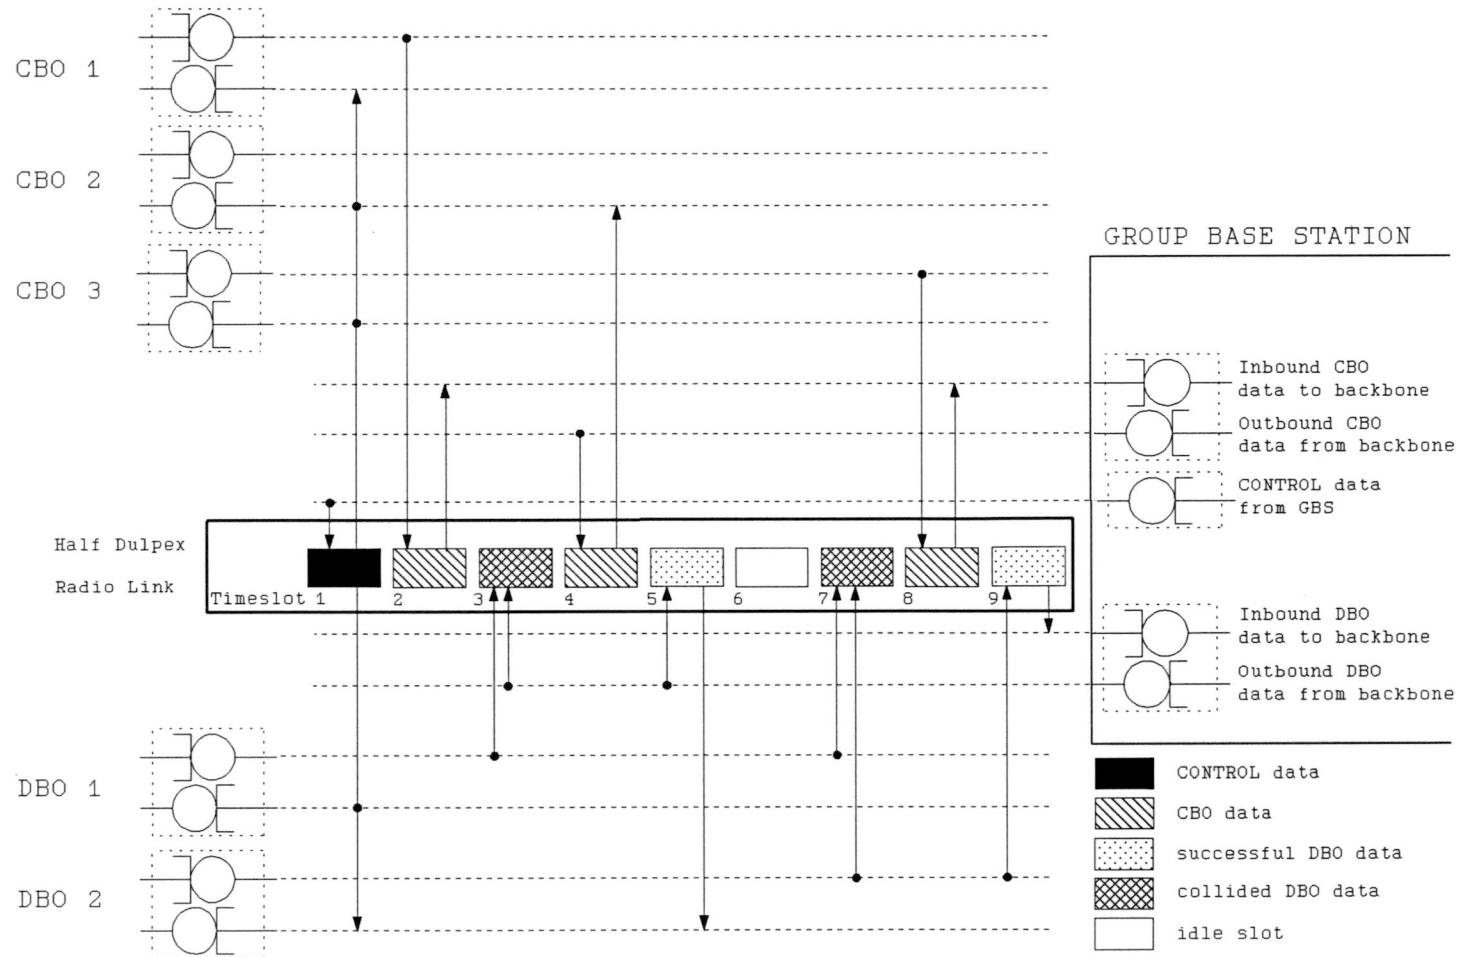 CBO 1
CBO 2
CBO 3
GROUP BASE STATION
Inbound CBO
data to backbone
Outbound CBO
data from backbone
CONTROL data
from GBS
Half Dulpex
Radio Link
Timeslot 1 2 3 4 5 6 7 8 9
Inbound DBO
data to backbone
Outbound DBO
data from backbone
DBO 1
DBO 2
CONTROL data
CBO data
successful DBO data
collided DBO data
idle slot